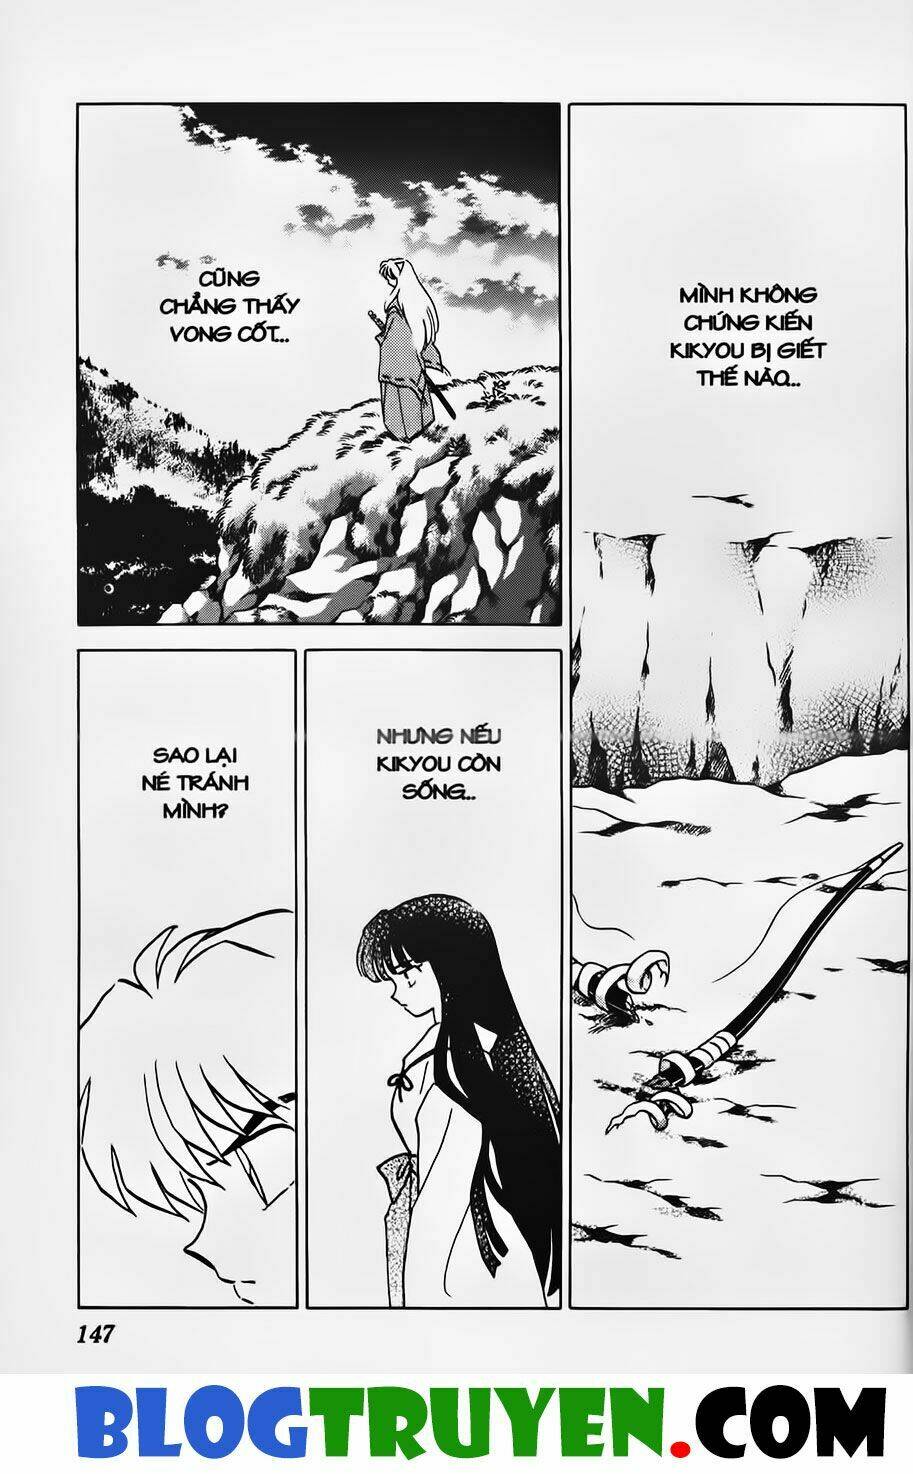 MÌNH KHÔNG
CHỨNG KIẾN
KIKYOU BỊ GIẾT
THẾ NÀO...
CŨNG
CHẲNG THẤY
VONG CỐT...
NHƯNG NẾU
KIKYOU CÒN
SỐNG...
SAO LẠI
NÉ TRÁNH
MÌNH?
147
BLOGTRUYEN.COM